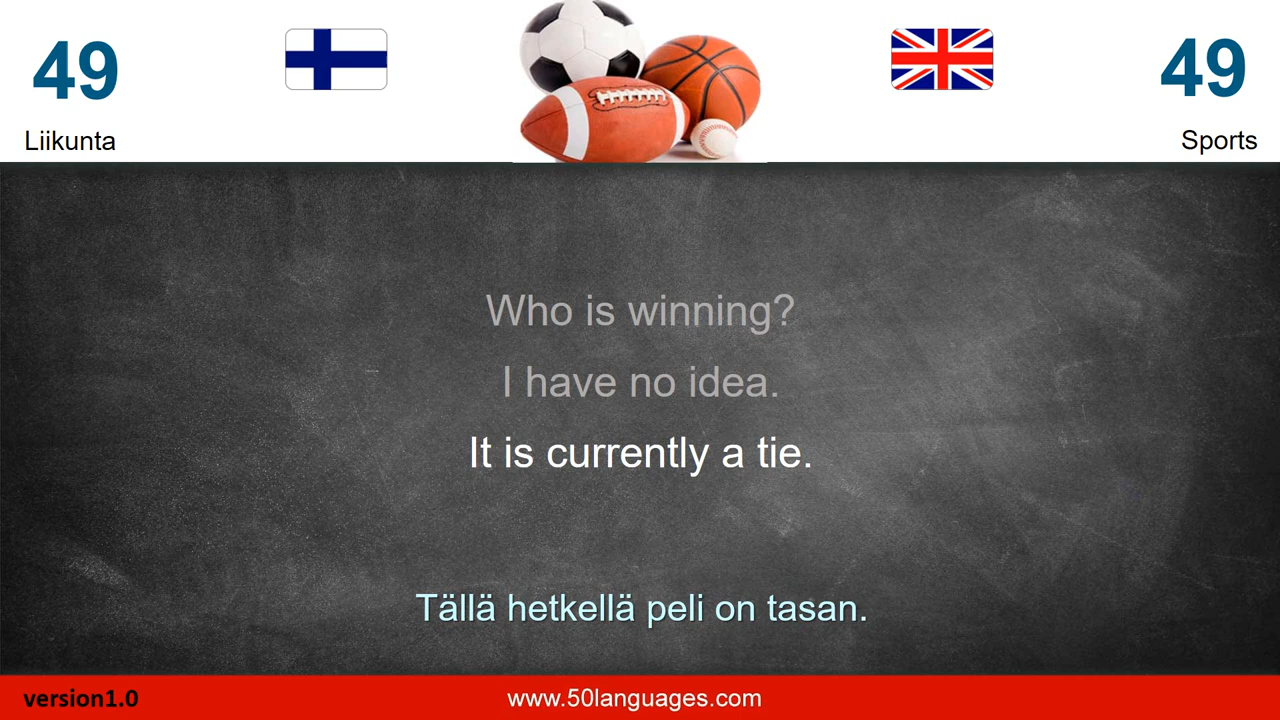 49
49
Liikunta
Sports
Who is winning?
I have no idea.
It is currently a tie.
Tällä hetkellä peli on tasan.
version1.0
www.50languages.com